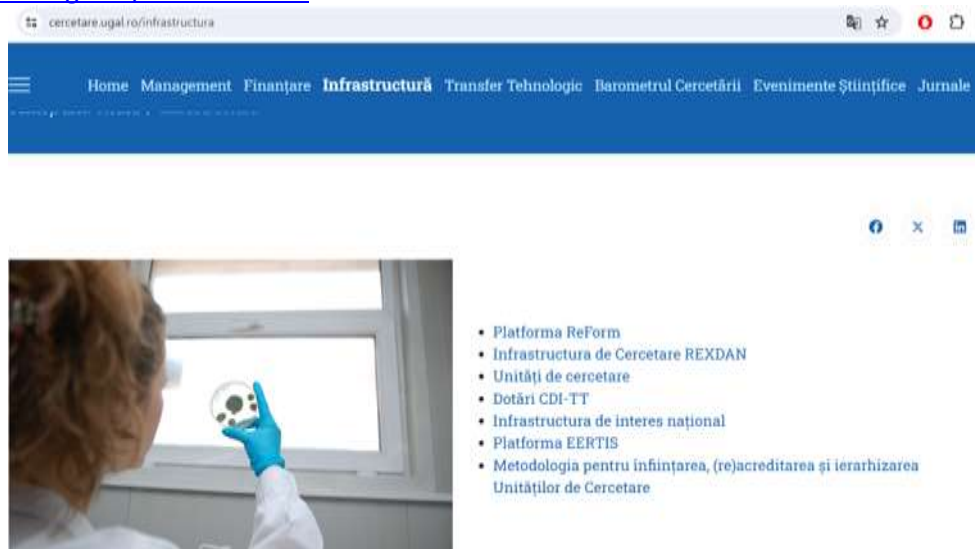 cercetare.ugal.ro/infrastructura
Home Management Finanțare Infrastructură Transfer Tehnologic Barometrul Cercetării Evenimente Științifice Jurnale
Platforma ReForm
Infrastructura de Cercetare REXDAN
Unități de cercetare
Dotări CDI-TT
Infrastructura de interes național
Platforma EERTIS
Metodologia pentru înființarea, (re)acreditarea și ierarhizarea
Unităților de Cercetare